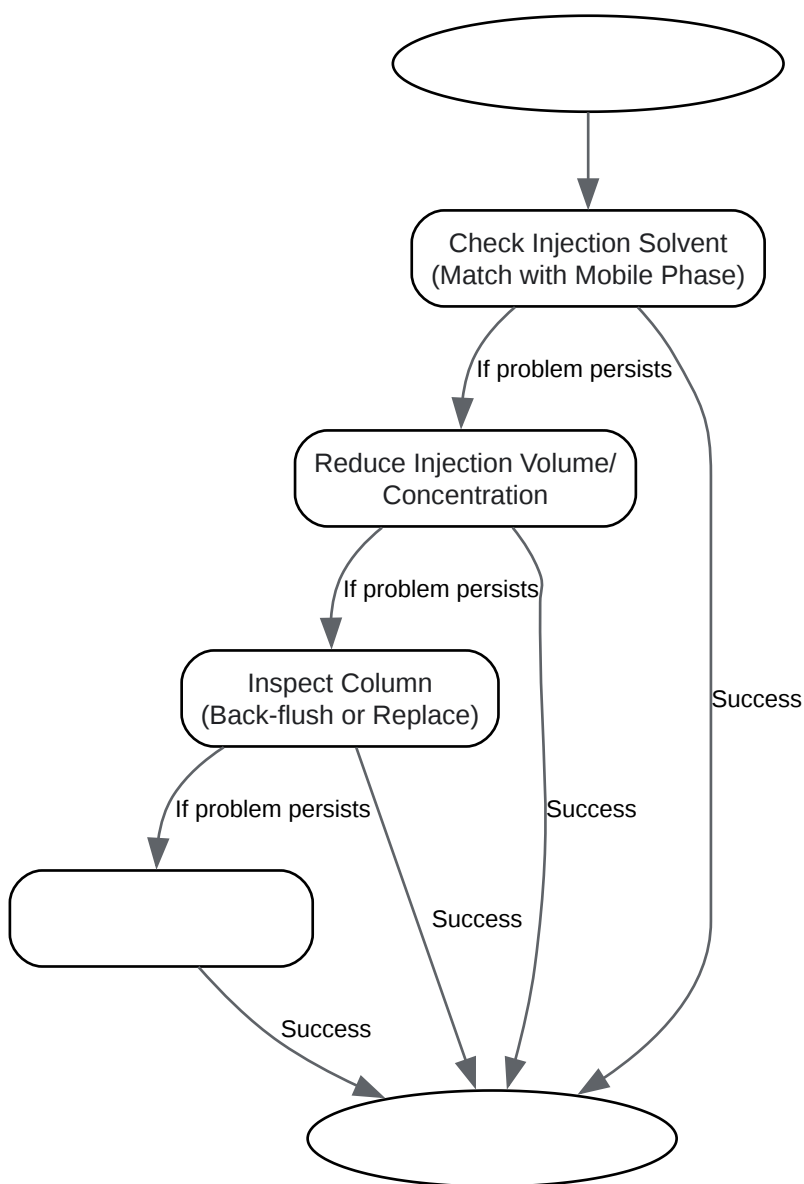 Check Injection Solvent
(Match with Mobile Phase)
If problem persists
Reduce Injection Volume/
Concentration
If problem persists
Inspect Column
(Back-flush or Replace)
Success
If problem persists
Success
Success
Success